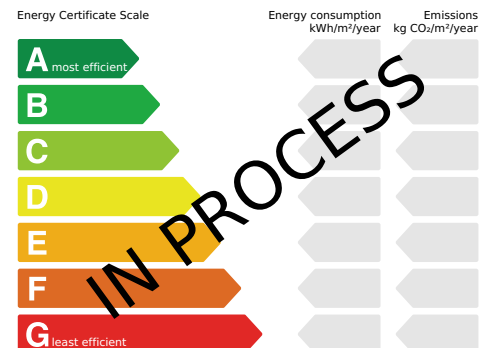 Energy Certificate Scale
Energy consumption
kWh/m²/year
Emissions
kg CO₂/m²/year
A most efficient
B
C
D
E
F
G least efficient
IN PROCESS